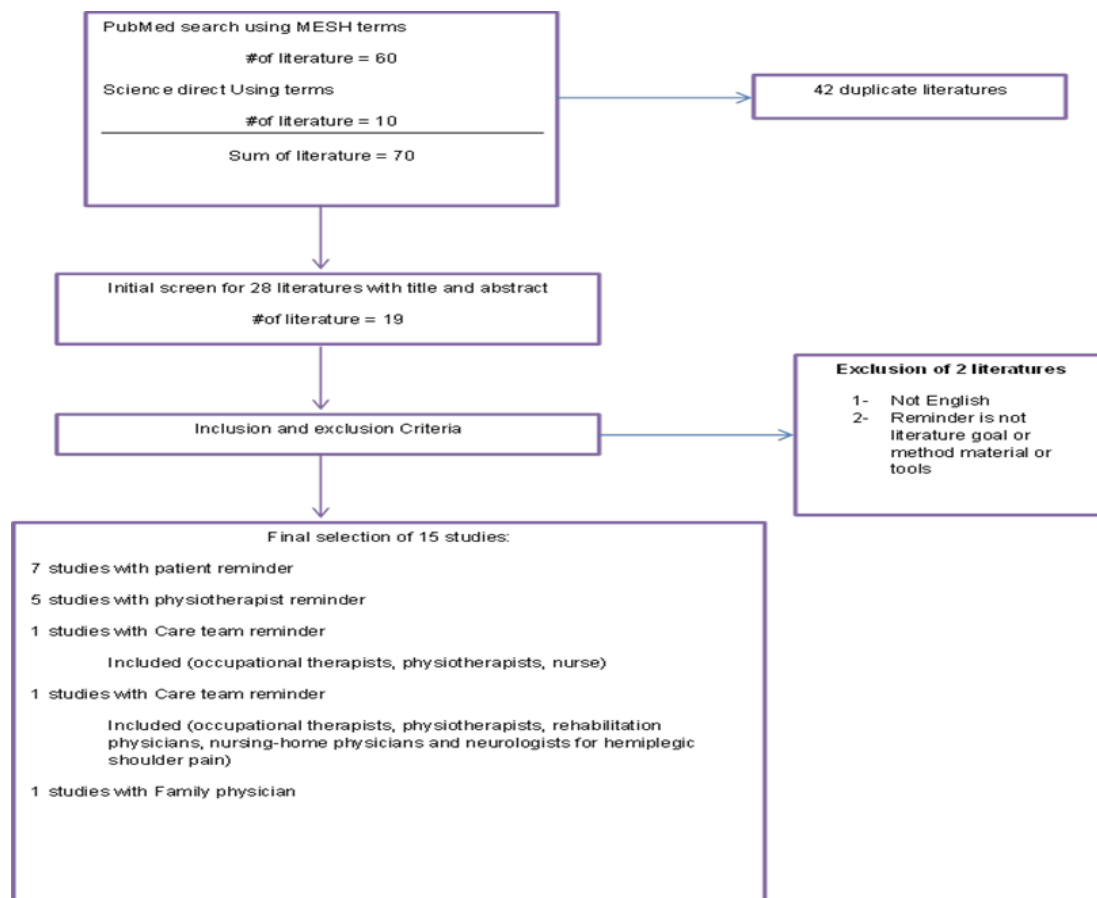 PubMed search using MESH terms
#of literature = 60
Science direct Using terms
#of literature = 10
Sum of literature = 70
42 duplicate literatures
Initial screen for 28 literatures with title and abstract
#of literature = 19
Inclusion and exclusion Criteria
Exclusion of 2 literatures
1- Not English
2- Reminder is not
literature goal or
method material or
tools
Final selection of 15 studies:
7 studies with patient reminder
5 studies with physiotherapist reminder
1 studies with Care team reminder
Included (occupational therapists, physiotherapists, nurse)
1 studies with Care team reminder
Included (occupational therapists, physiotherapists, rehabilitation
physicians, nursing-home physicians and neurologists for hemiplegic
shoulder pain)
1 studies with Family physician